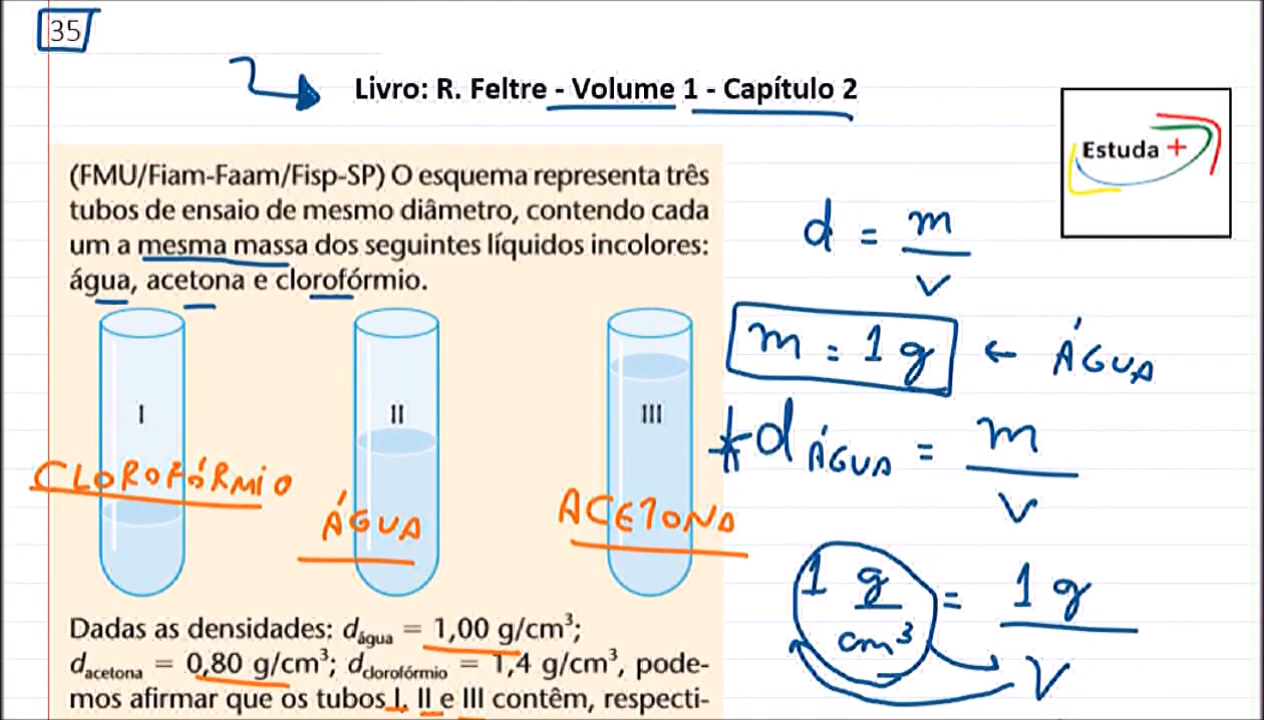 35
Livro: R. Feltre - Volume 1 - Capítulo 2
Estuda +
(FMU/Fiam-Faam/Fisp-SP) O esquema representa três
tubos de ensaio de mesmo diâmetro, contendo cada
um a mesma massa dos seguintes líquidos incolores:
água, acetona e clorofórmio.
I
II
III
CLOROFÓRMIO
ÁGUA
ACETONA
Dadas as densidades: dágua = 1,00 g/cm³;
dacetona = 0,80 g/cm³; dclorofórmio = 1,4 g/cm³, pode-
mos afirmar que os tubos I, II e III contêm, respecti-
d = m
V
m = 1 g ← ÁGUA
*d ÁGUA = m
V
1 g = 1 g
cm³ V